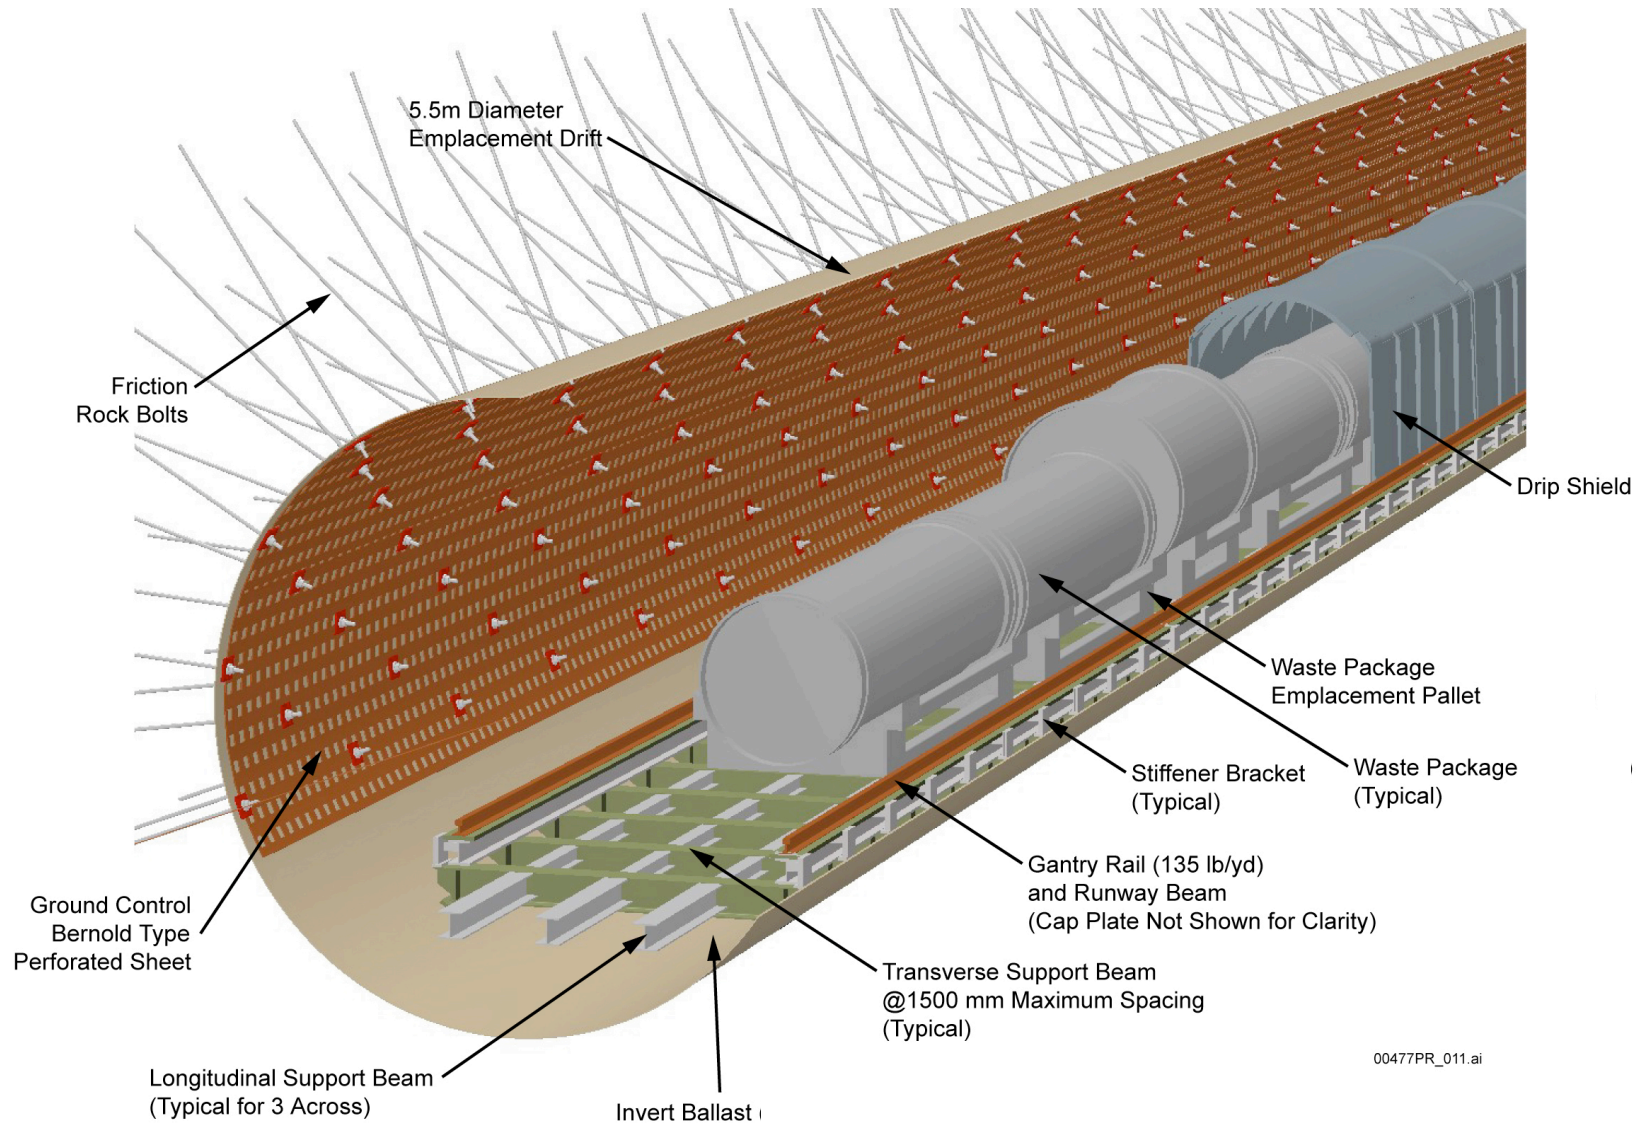 5.5m Diameter
Emplacement Drift
Friction
Rock Bolts
Drip Shield
Waste Package
Emplacement Pallet
Stiffener Bracket
(Typical)
Waste Package
(Typical)
Gantry Rail (135 lb/yd)
and Runway Beam
(Cap Plate Not Shown for Clarity)
Ground Control
Bernold Type
Perforated Sheet
Transverse Support Beam
@1500 mm Maximum Spacing
(Typical)
00477PR_011.ai
Longitudinal Support Beam
(Typical for 3 Across)
Invert Ballast